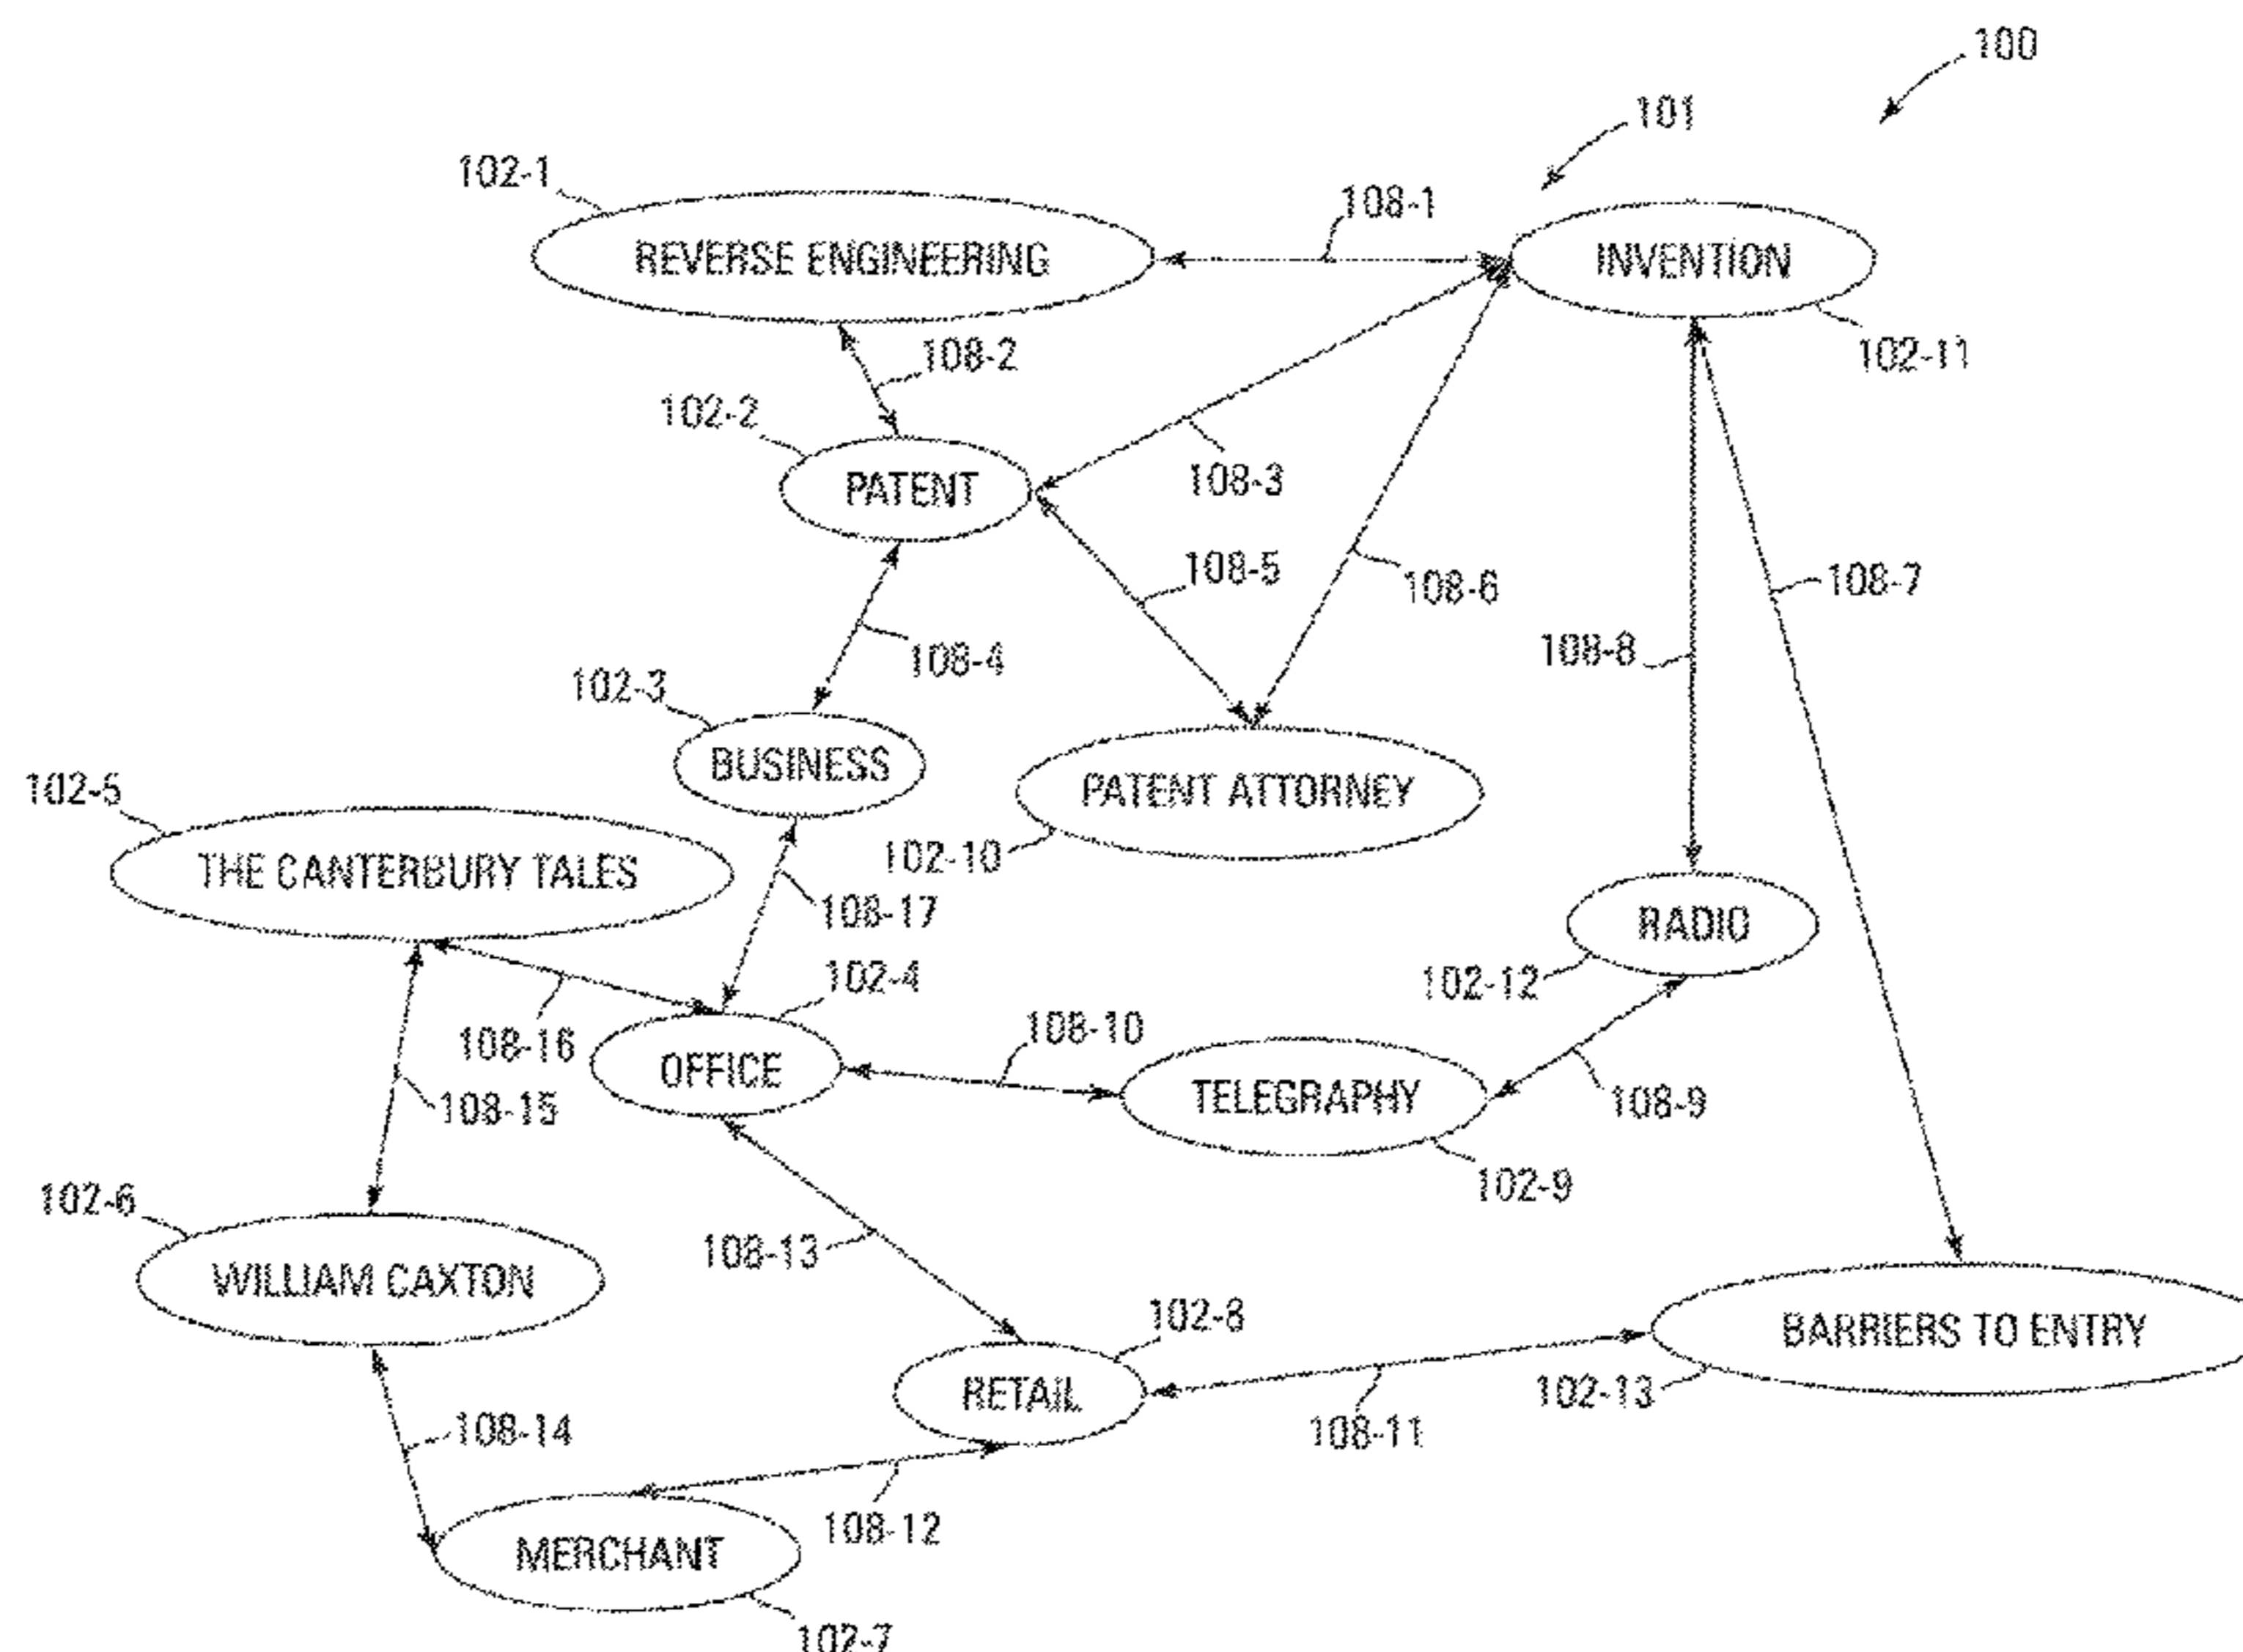 100
101
102-1
108-1
REVERSE ENGINEERING
INVENTION
108-2
102-11
102-2
PATENT
108-3
108-5
108-6
108-7
108-4
108-8
102-3
BUSINESS
PATENT ATTORNEY
102-5
102-10
THE CANTERBURY TALES
108-17
RADIO
102-4
102-12
108-16
108-10
OFFICE
TELEGRAPHY
108-15
108-9
102-9
102-6
108-13
WILLIAM CAXTON
102-8
BARRIERS TO ENTRY
RETAIL
102-13
108-14
108-11
108-12
MERCHANT
102-7